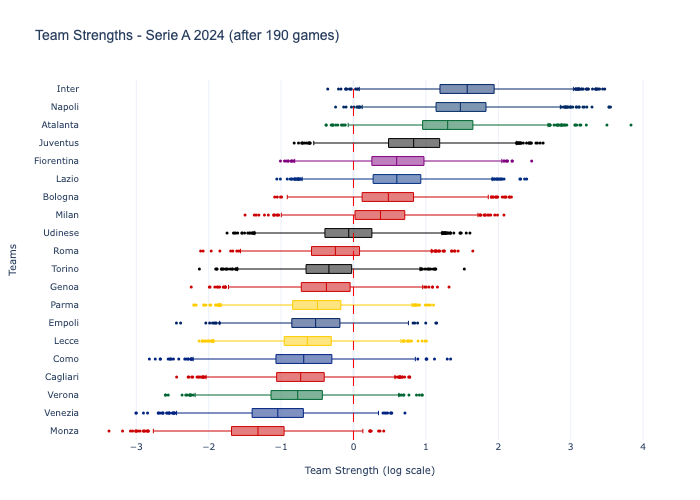 Team Strengths - Serie A 2024 (after 190 games)
Inter
Napoli
Atalanta
Juventus
Fiorentina
Lazio
Bologna
Milan
Udinese
Roma
Torino
Genoa
Parma
Empoli
Lecce
Como
Cagliari
Verona
Venezia
Monza
Teams
−3 −2 −1 0 1 2 3 4
Team Strength (log scale)